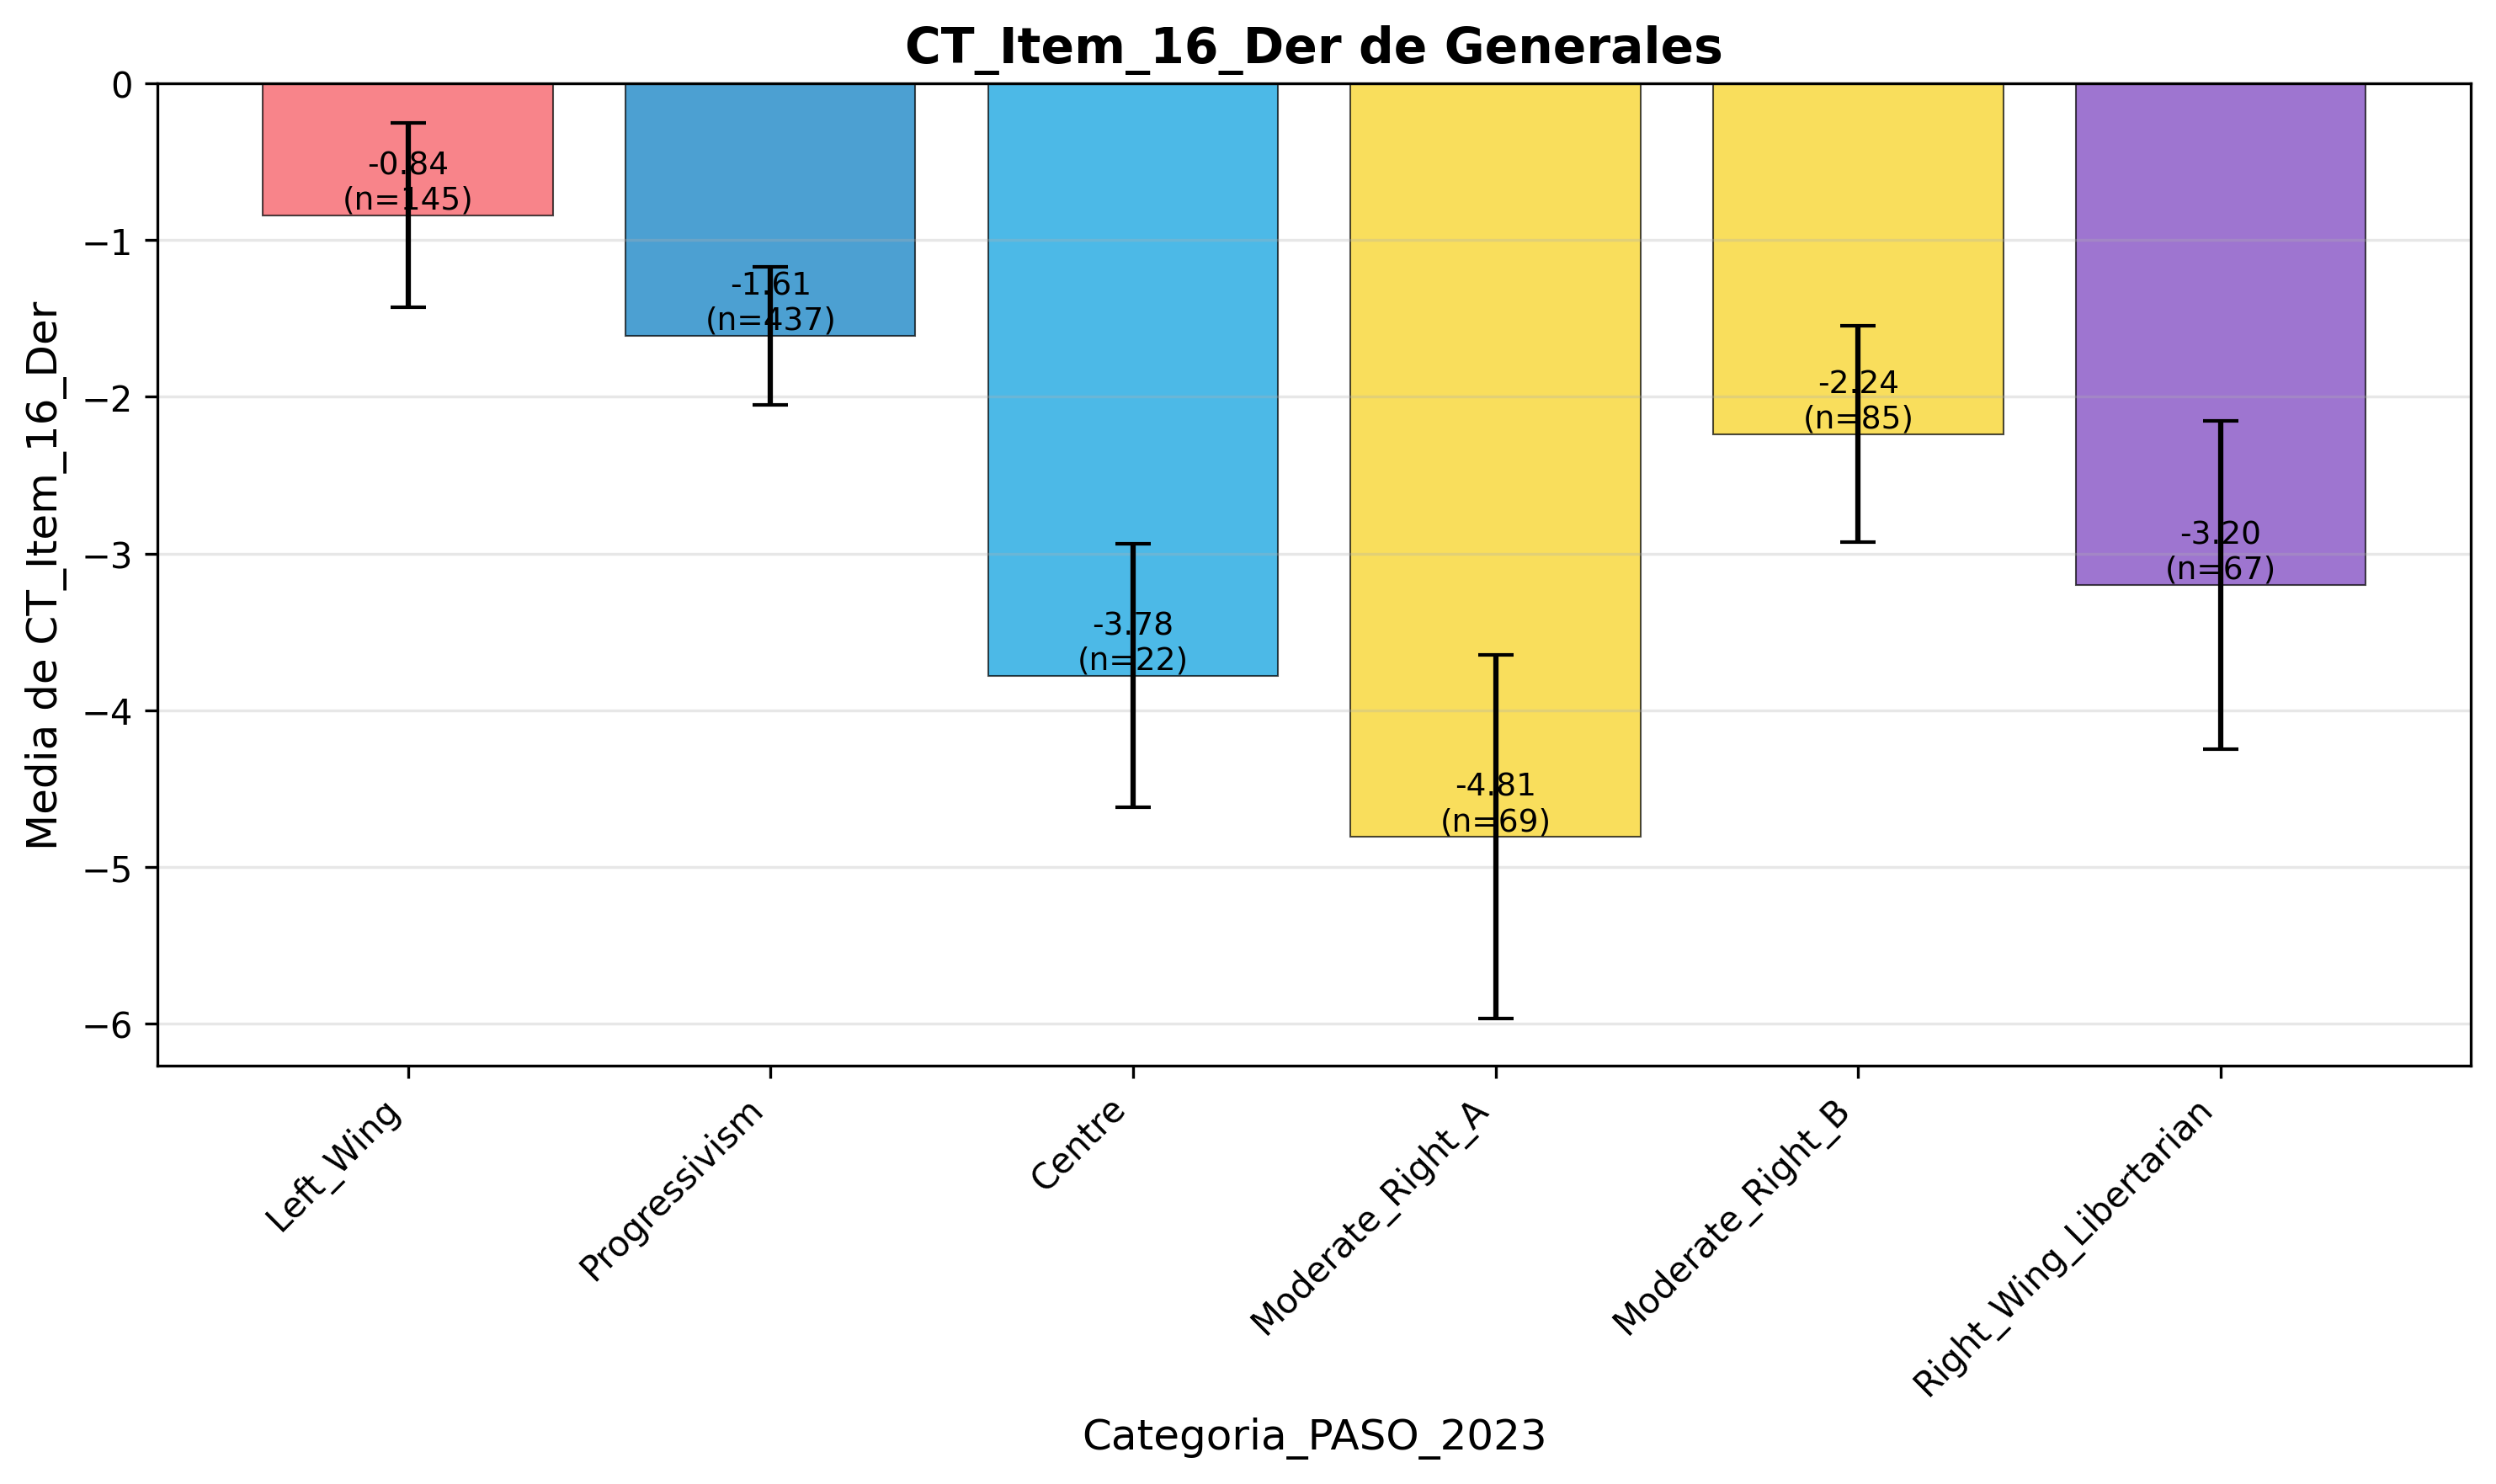 CT_Item_16_Der de Generales
Media de CT_Item_16_Der
0
−1
−2
−3
−4
−5
−6
-0.84
(n=145)
-1.61
(n=437)
-3.78
(n=22)
-4.81
(n=69)
-2.24
(n=85)
-3.20
(n=67)
Left_Wing
Progressivism
Centre
Moderate_Right_A
Moderate_Right_B
Right_Wing_Libertarian
Categoria_PASO_2023